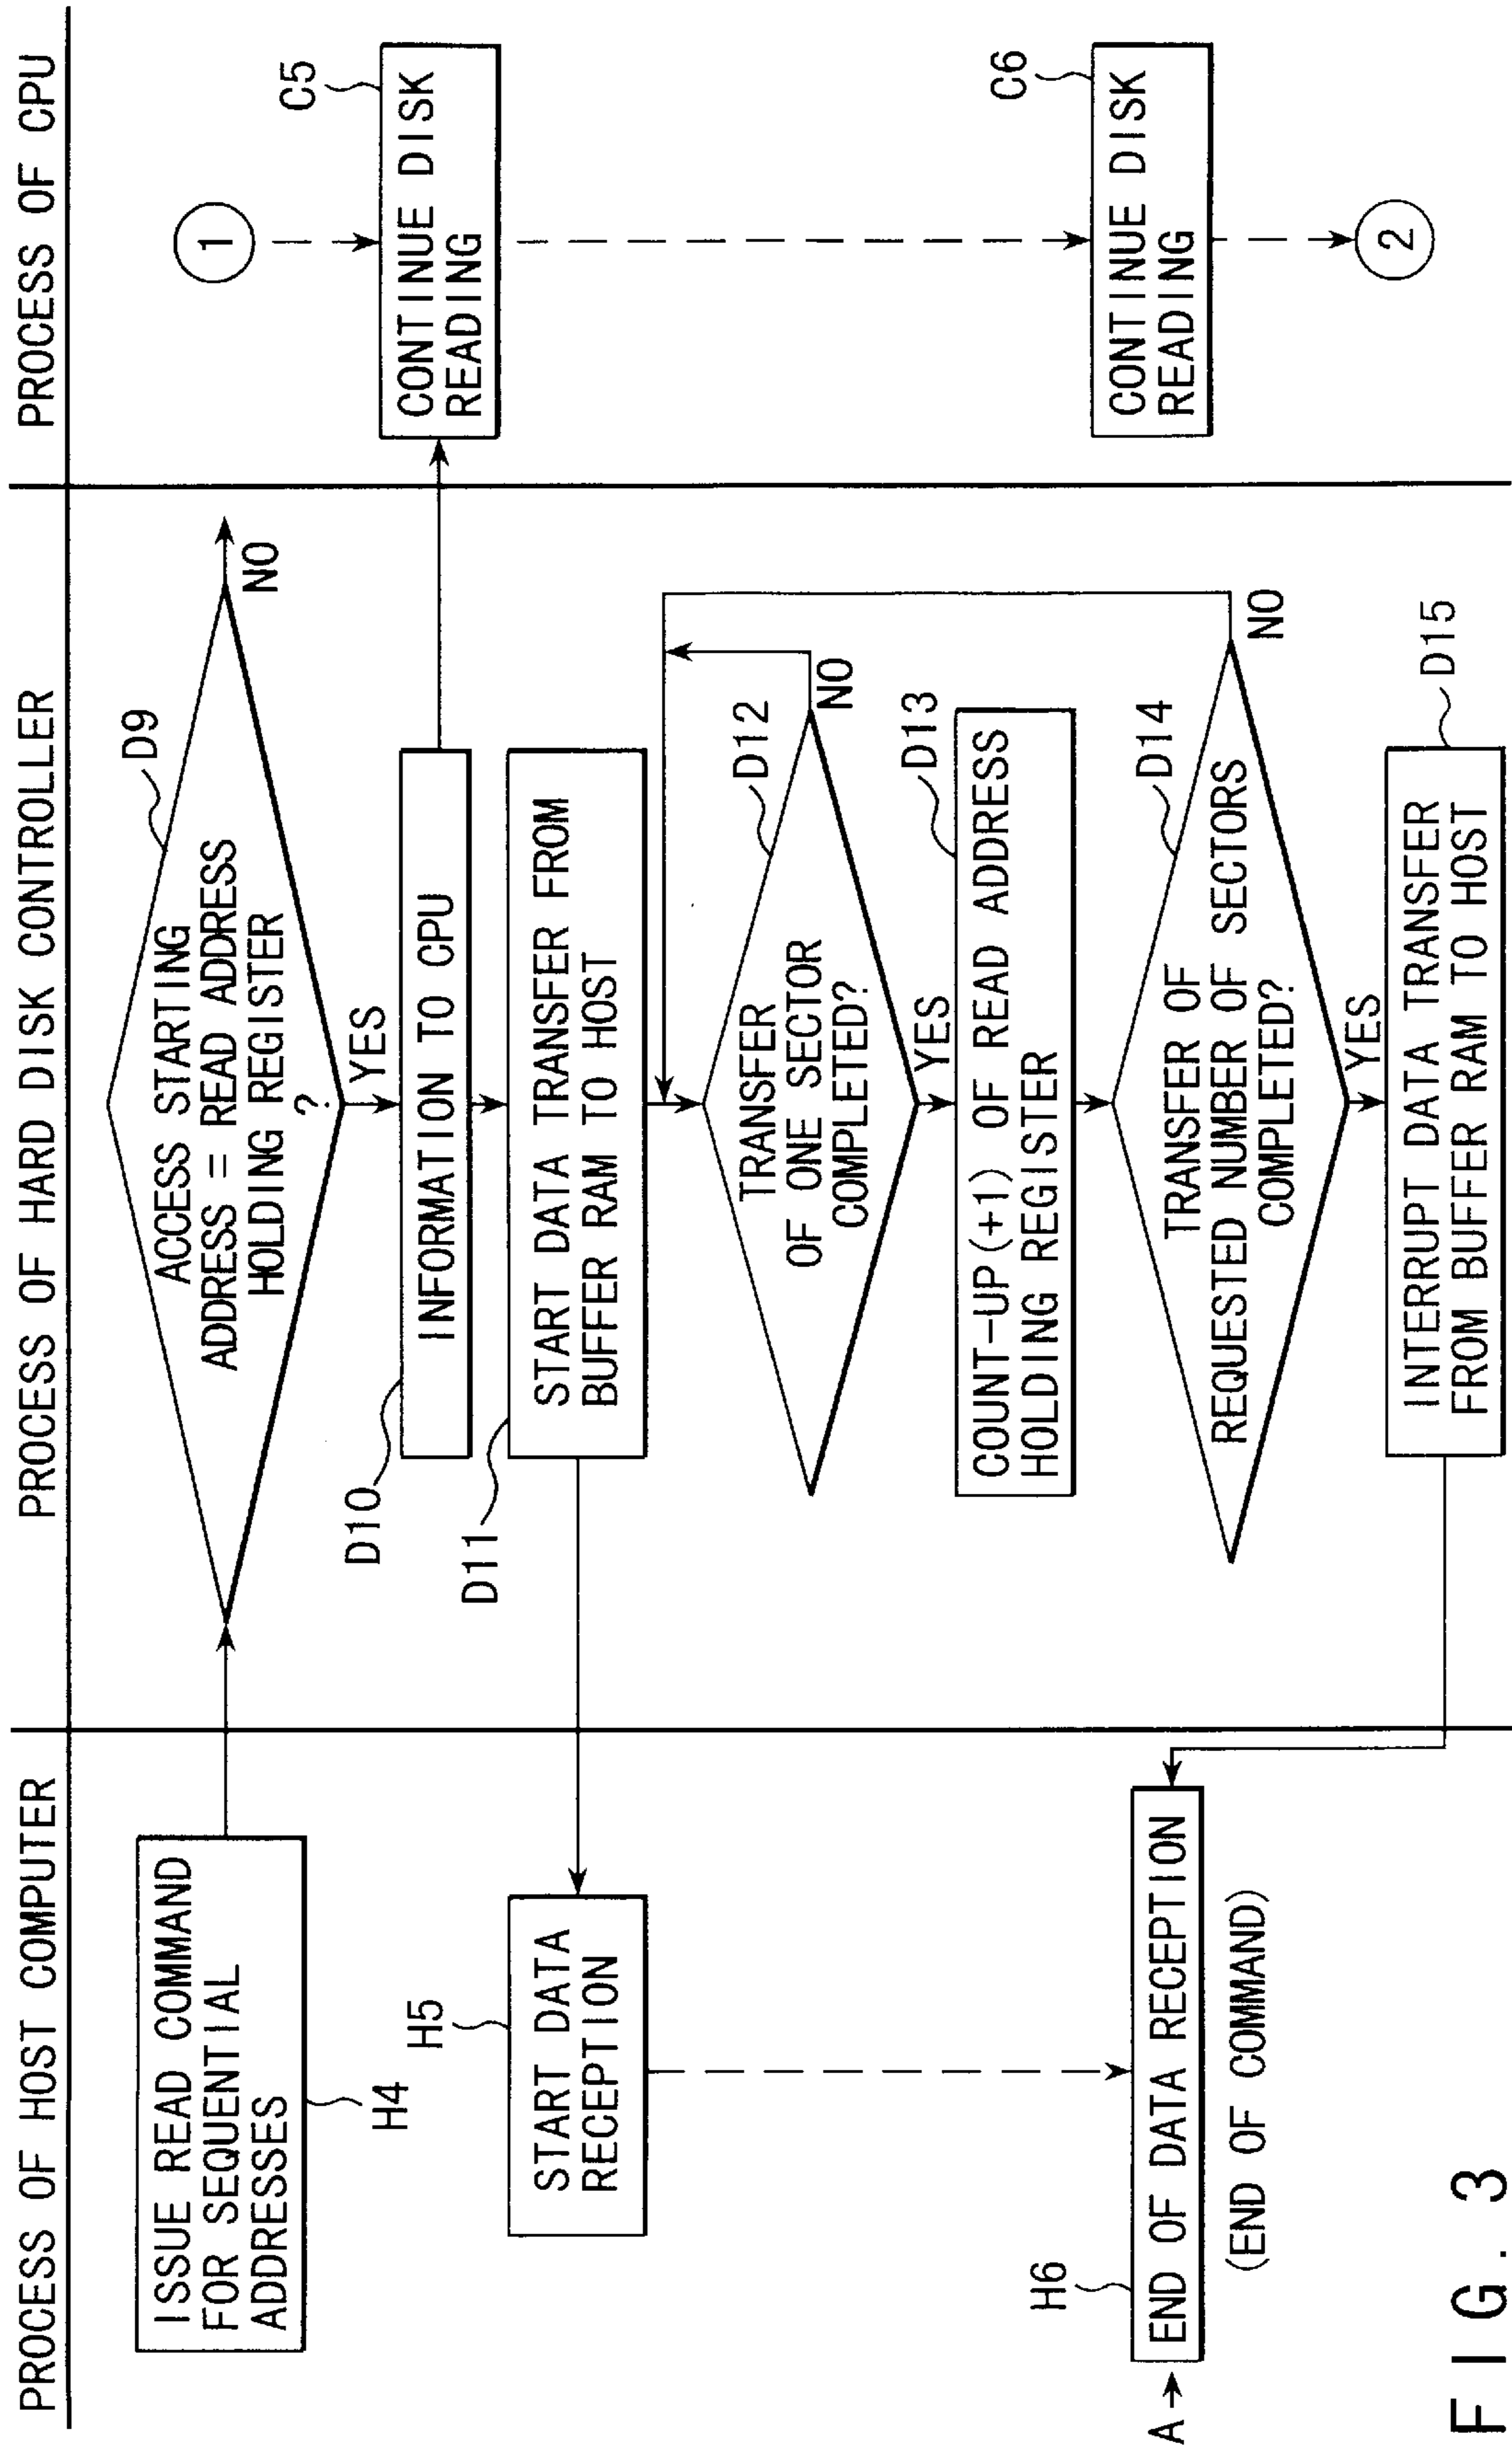 PROCESS OF HOST COMPUTER
PROCESS OF HARD DISK CONTROLLER
PROCESS OF CPU
ISSUE READ COMMAND
FOR SEQUENTIAL
ADDRESSES
H4
D9
ACCESS STARTING
ADDRESS = READ ADDRESS
HOLDING REGISTER
?
NO
YES
1
D10
INFORMATION TO CPU
C5
CONTINUE DISK
READING
H5
START DATA
RECEPTION
D11
START DATA TRANSFER FROM
BUFFER RAM TO HOST
D12
TRANSFER
OF ONE SECTOR
COMPLETED?
NO
YES
D13
COUNT-UP(+1) OF READ ADDRESS
HOLDING REGISTER
D14
TRANSFER OF
REQUESTED NUMBER OF SECTORS
COMPLETED?
NO
YES
C6
CONTINUE DISK
READING
2
H6
A
END OF DATA RECEPTION
(END OF COMMAND)
D15
INTERRUPT DATA TRANSFER
FROM BUFFER RAM TO HOST
FIG. 3